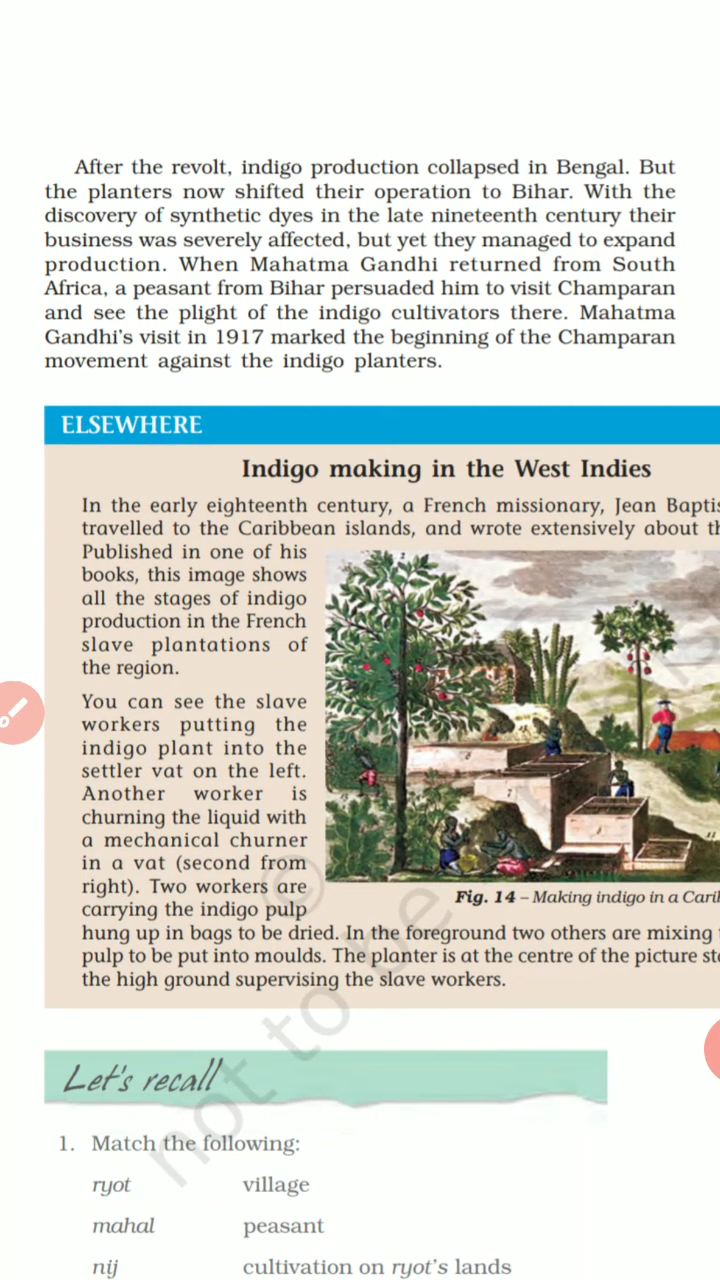 After the revolt, indigo production collapsed in Bengal. But
the planters now shifted their operation to Bihar. With the
discovery of synthetic dyes in the late nineteenth century their
business was severely affected, but yet they managed to expand
production. When Mahatma Gandhi returned from South
Africa, a peasant from Bihar persuaded him to visit Champaran
and see the plight of the indigo cultivators there. Mahatma
Gandhi's visit in 1917 marked the beginning of the Champaran
movement against the indigo planters.
ELSEWHERE
Indigo making in the West Indies
In the early eighteenth century, a French missionary, Jean
travelled to the Caribbean islands, and wrote extensively about
Published in one of his
books, this image shows
all the stages of indigo
production in the French
slave plantations of
the region.
You can see the slave
workers putting the
indigo plant into the
settler vat on the left.
Another worker is
churning the liquid with
a mechanical churner
in a vat (second from
right). Two workers are
carrying the indigo pulp
Fig. 14 – Making indigo in a
hung up in bags to be dried. In the foreground two others are mixing
pulp to be put into moulds. The planter is at the centre of the picture
the high ground supervising the slave workers.
© not to be
Let's recall
1. Match the following:
ryot village
mahal peasant
nij cultivation on ryot's lands